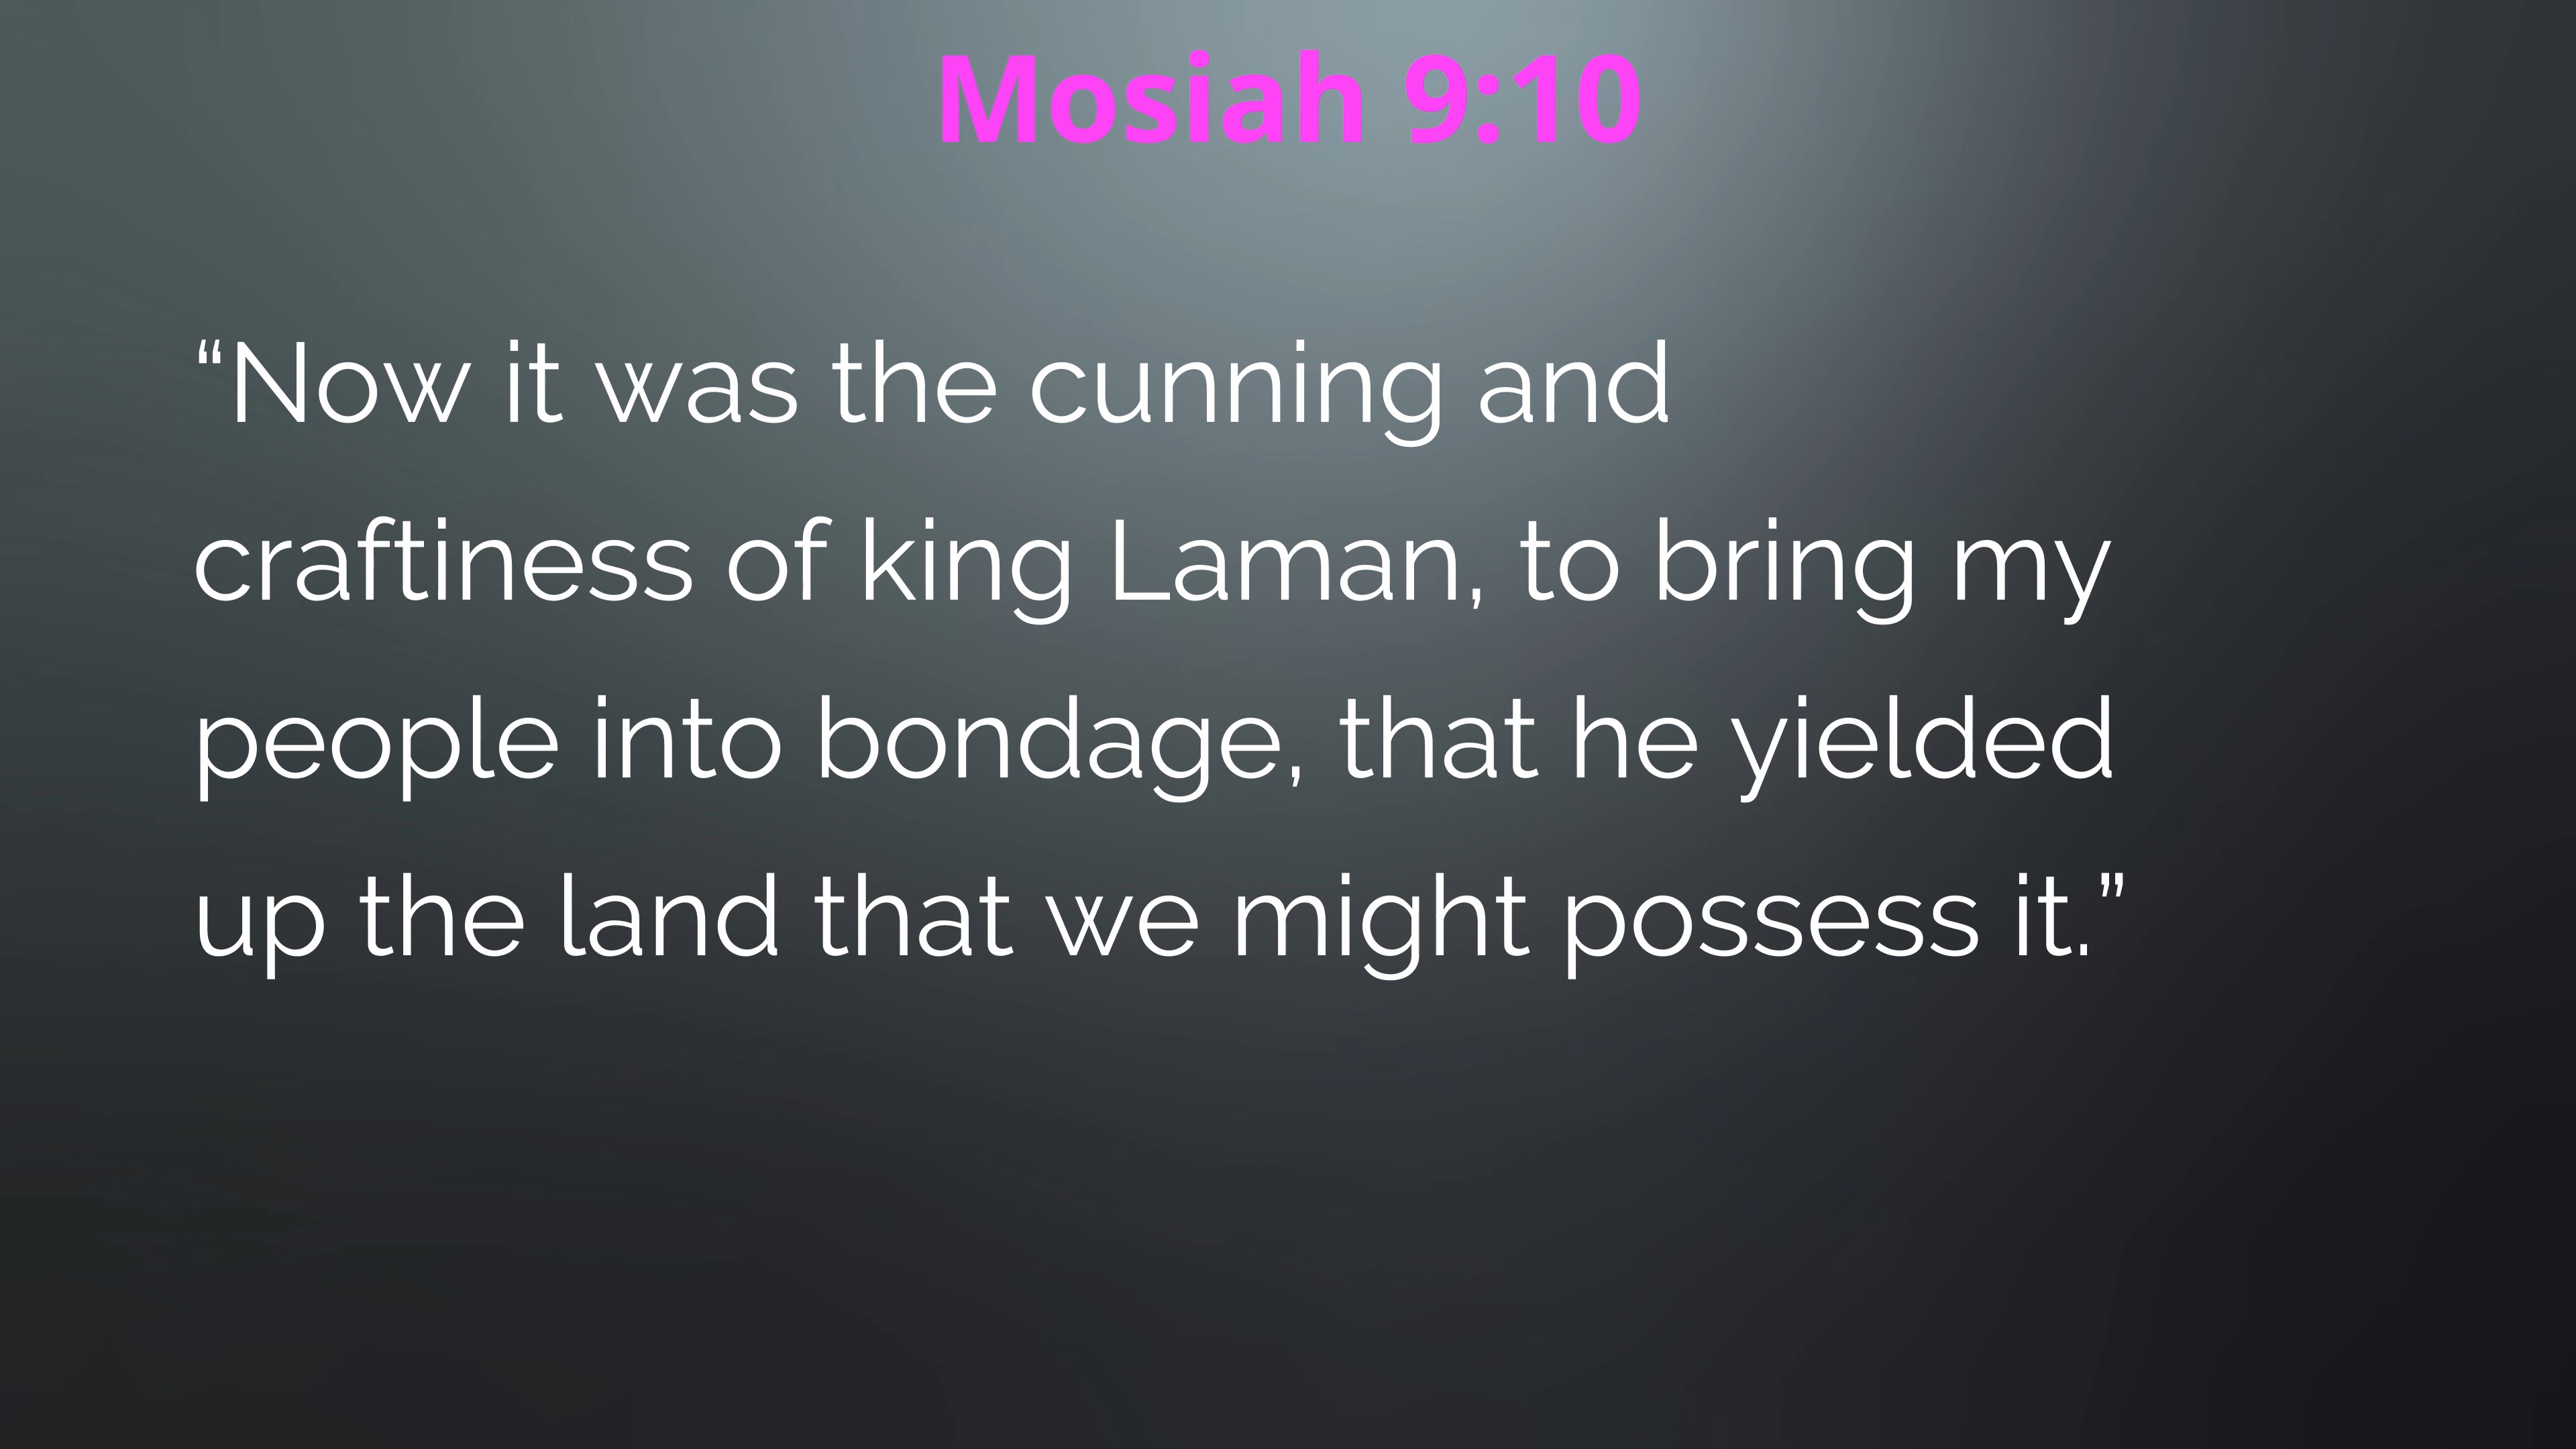 Mosiah 9:10
“Now it was the cunning and
craftiness of king Laman, to bring my
people into bondage, that he yielded
up the land that we might possess it.”